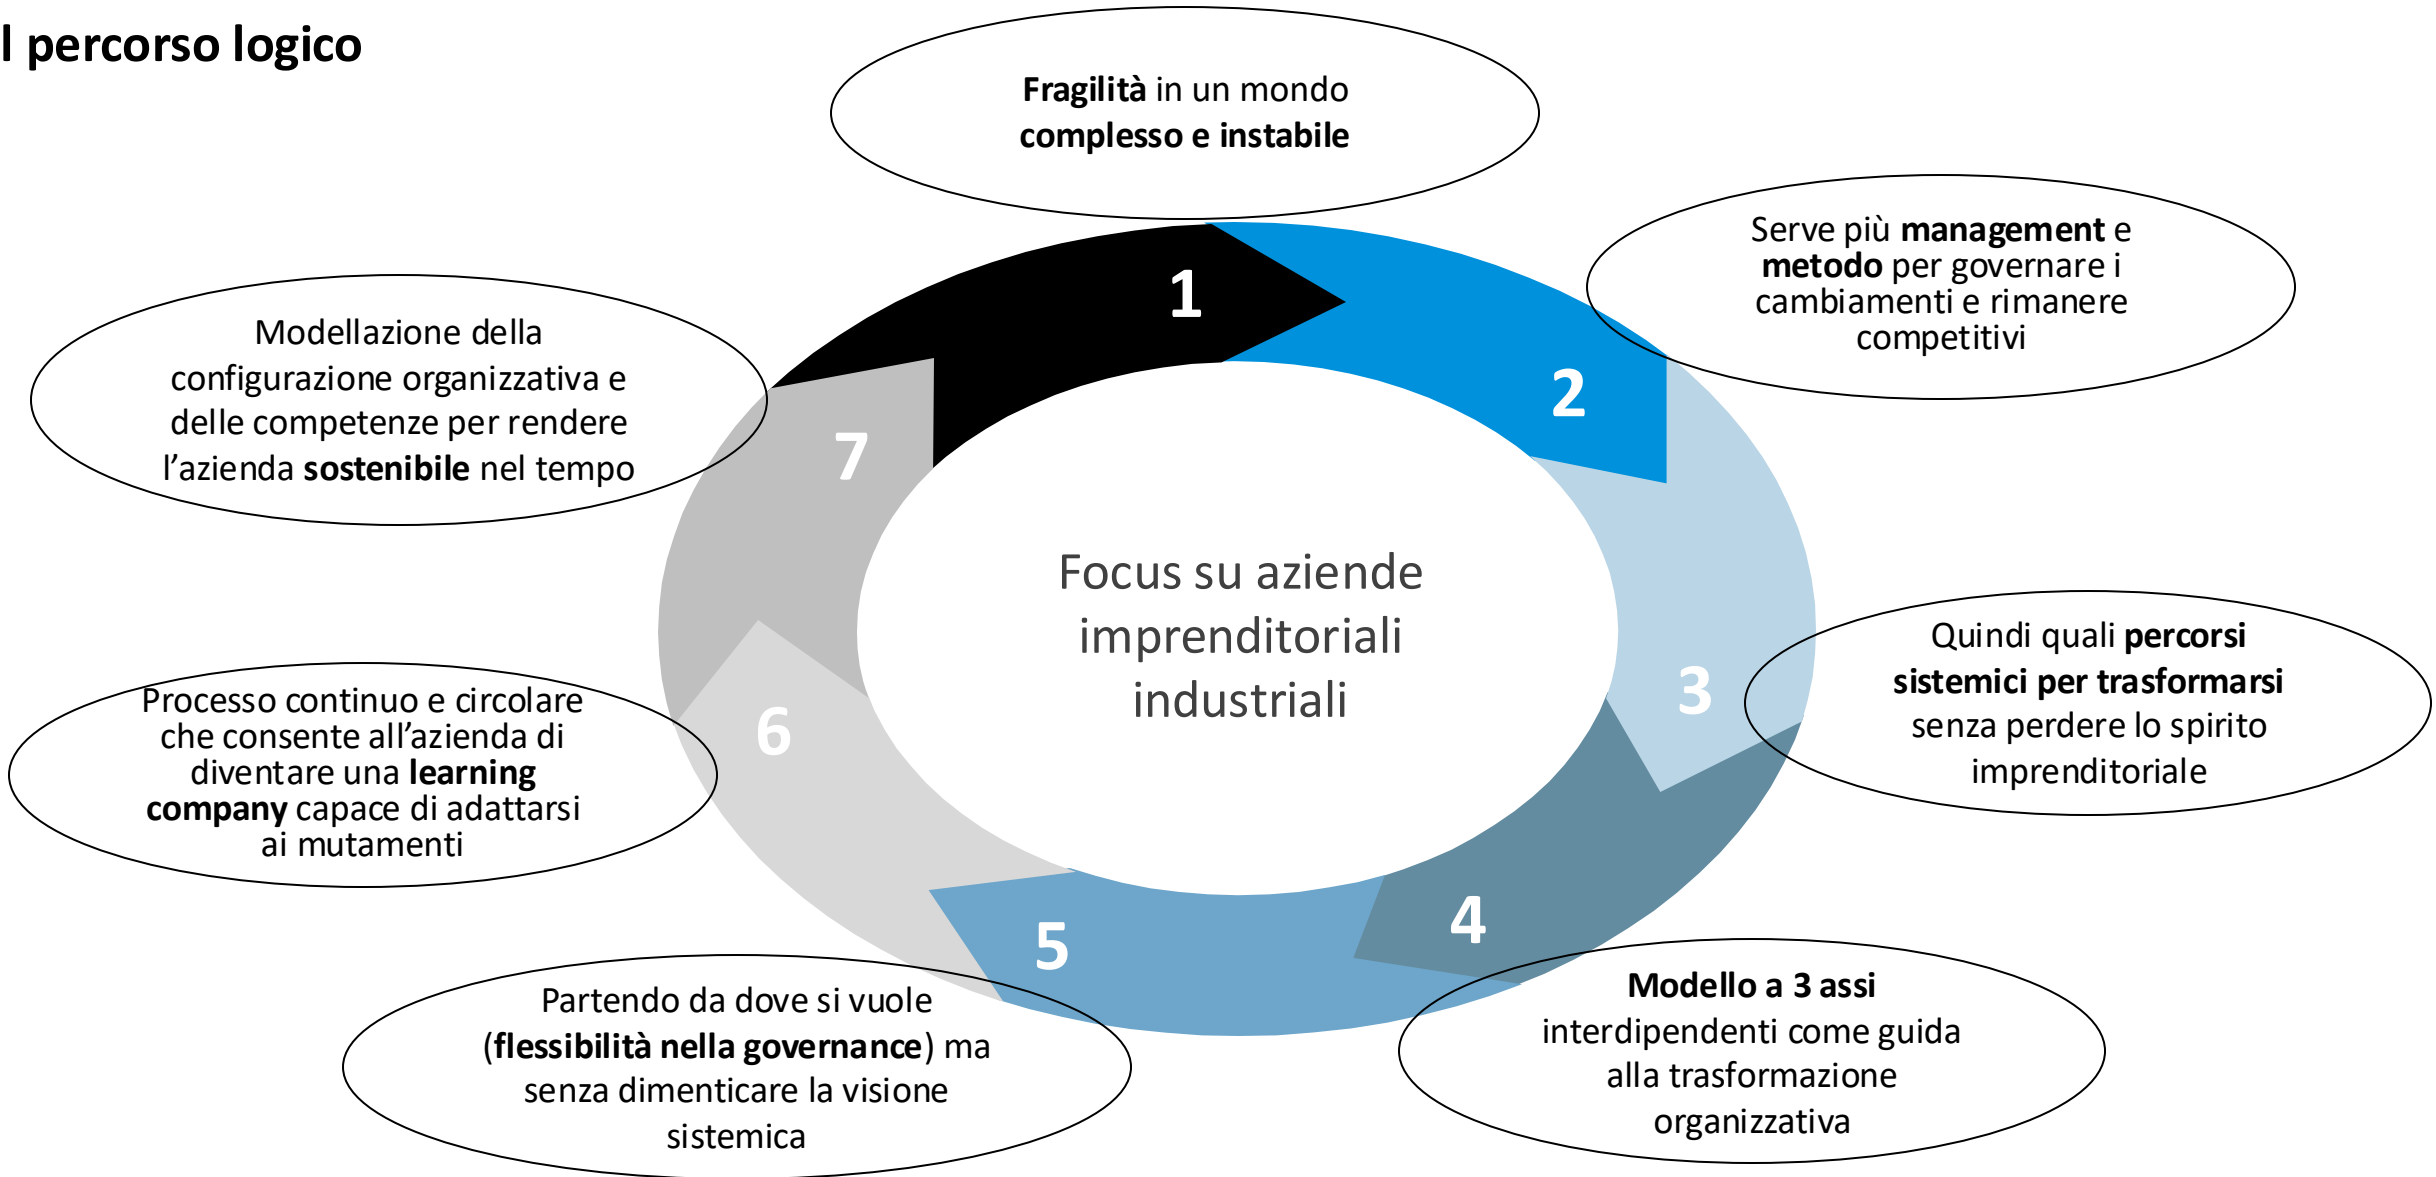 l percorso logico
Fragilità in un mondo
complesso e instabile
1
Serve più management e
metodo per governare i
cambiamenti e rimanere
competitivi
2
Quindi quali percorsi
sistemici per trasformarsi
senza perdere lo spirito
imprenditoriale
3
Modello a 3 assi
interdipendenti come guida
alla trasformazione
organizzativa
4
Partendo da dove si vuole
(flessibilità nella governance) ma
senza dimenticare la visione
sistemica
5
Processo continuo e circolare
che consente all’azienda di
diventare una learning
company capace di adattarsi
ai mutamenti
6
Modellazione della
configurazione organizzativa e
delle competenze per rendere
l’azienda sostenibile nel tempo
7
Focus su aziende
imprenditoriali
industriali